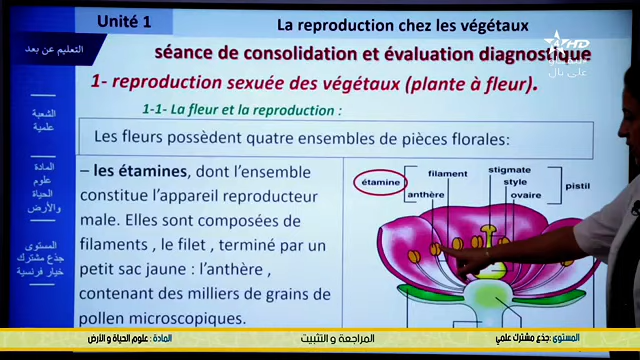 Unité 1
La reproduction chez les végétaux
التعليم عن بعد
séance de consolidation et évaluation diagnostique
1- reproduction sexuée des végétaux (plante à fleur).
1-1- La fleur et la reproduction :
Les fleurs possèdent quatre ensembles de pièces florales:
الشعبة
علمية
المادة
علوم
الحياة
والأرض
المستوى
جذع مشترك
خيار فرنسية
– les étamines, dont l'ensemble
constitue l'appareil reproducteur
male. Elles sont composées de
filaments , le filet , terminé par un
petit sac jaune : l'anthère ,
contenant des milliers de grains de
pollen microscopiques.
étamine
filament
anthère
stigmate
style
ovaire
pistil
HD
المادة : علوم الحياة و الأرض
المراجعة و التثبيت
المستوى :جذع مشترك علمي